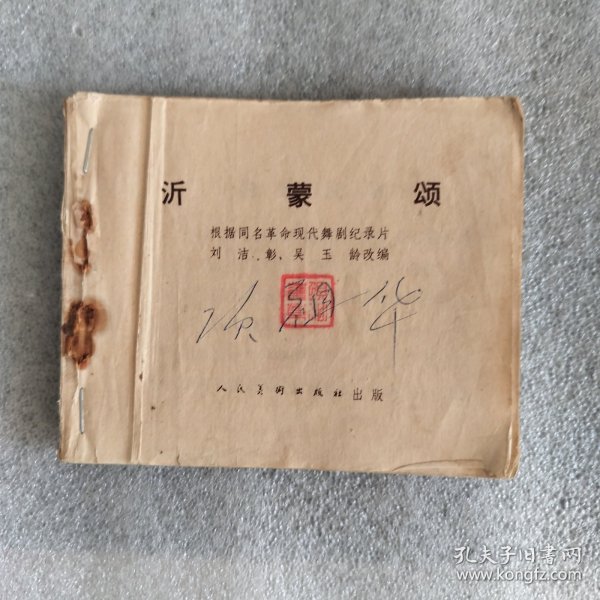 沂蒙颂
根据同名革命现代舞剧纪录片
刘洁、彰、吴玉龄改编
人民美术出版社出版
孔夫子旧书网
www.kongfz.com